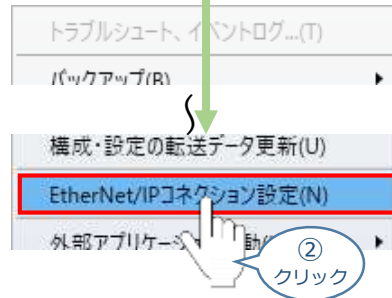 トラブルシュート、イベントログ...(T)
バックアップ(B)
構成・設定の転送データ更新(U)
EtherNet/IPコネクション設定(N)
外部アプリケーショ
②
クリック